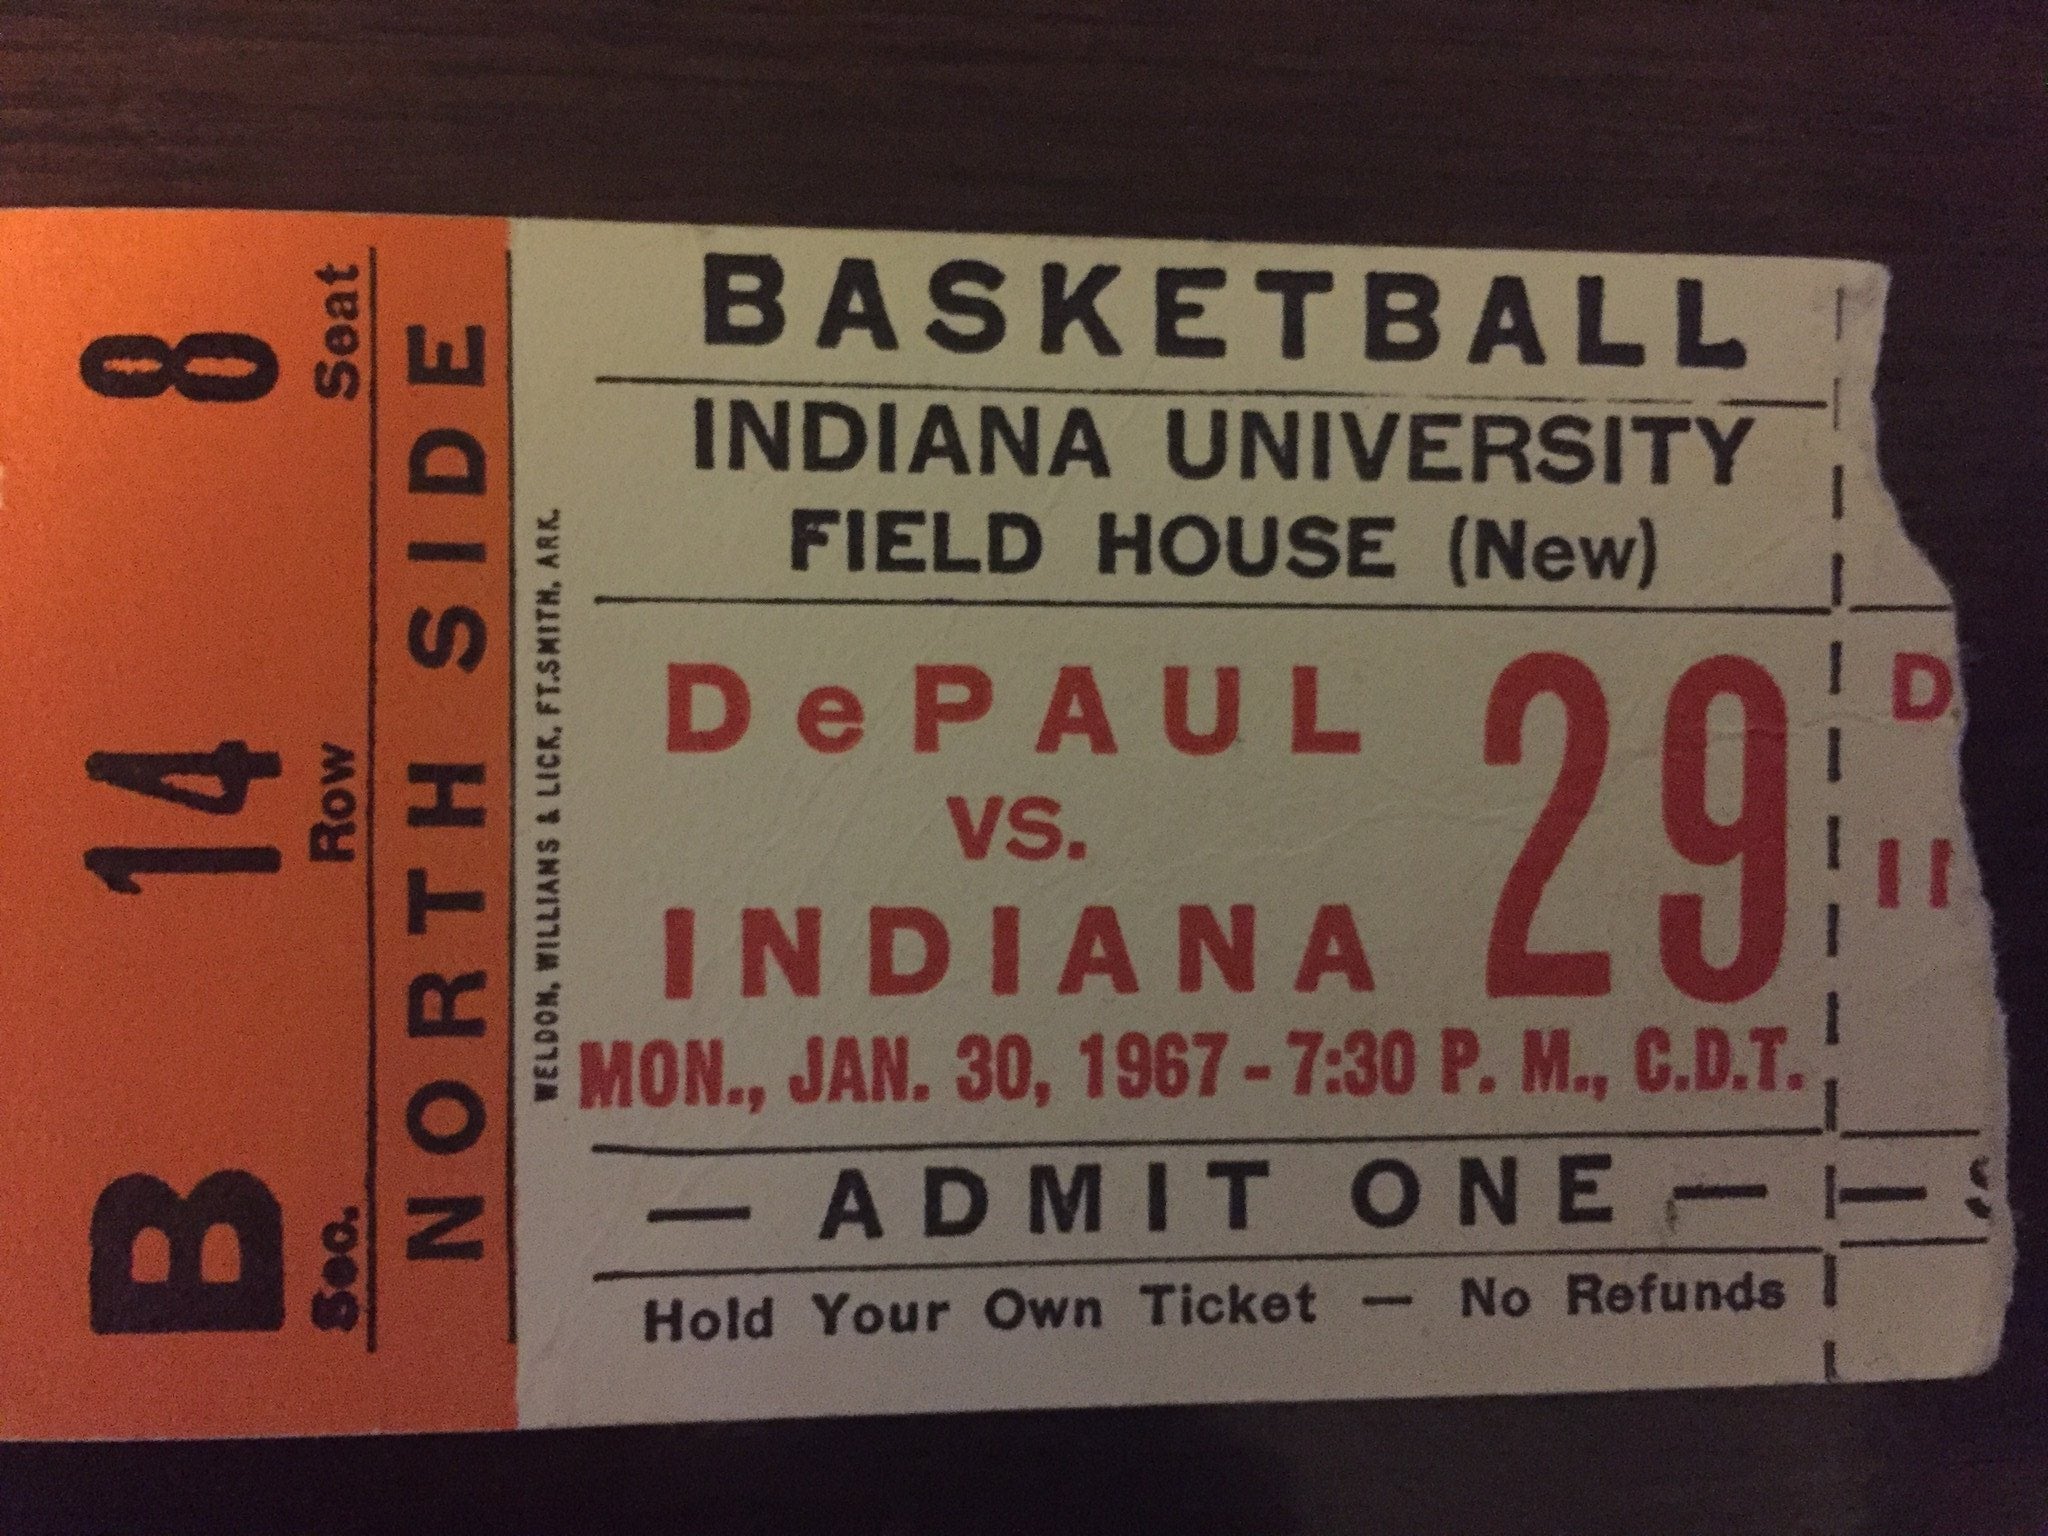 BASKETBALL
INDIANA UNIVERSITY
FIELD HOUSE (New)
DePAUL
vs.
INDIANA
29
MON., JAN. 30, 1967 - 7:30 P. M., C.D.T.
— ADMIT ONE —
Hold Your Own Ticket — No Refunds
WELDON, WILLIAMS & LICK, FT. SMITH, ARK.
NORTH SIDE
Sec. Row Seat
B 14 8
D